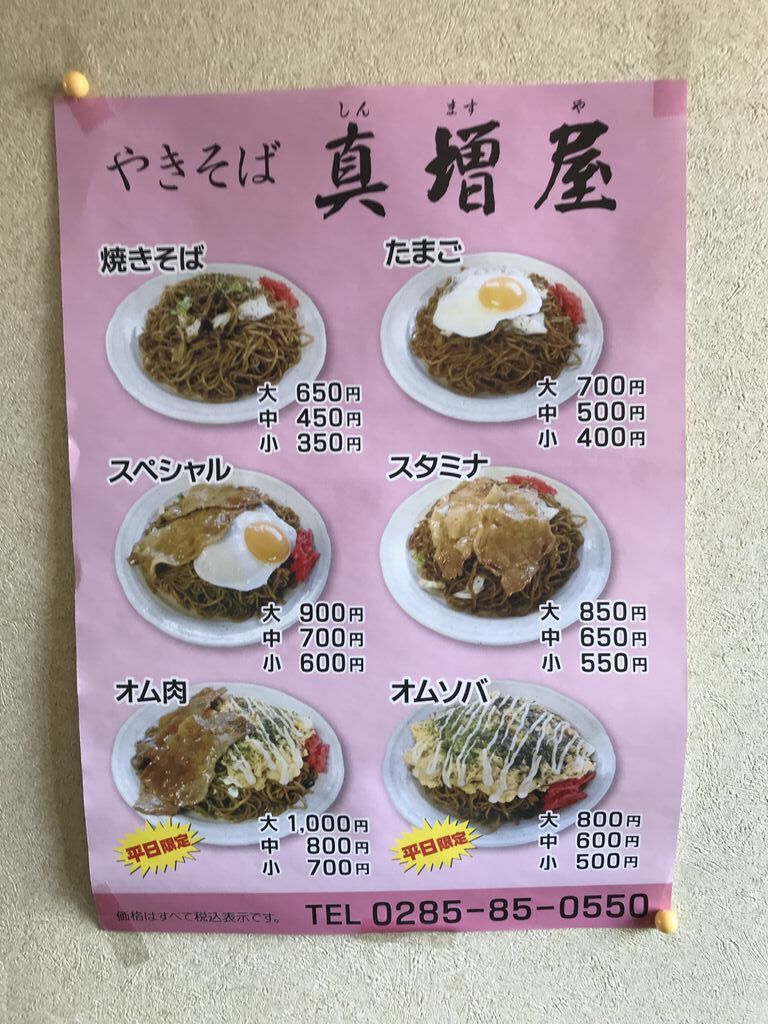 しん ます や
やきそば 真増屋
焼きそば
大 650円
中 450円
小 350円
たまご
大 700円
中 500円
小 400円
スペシャル
大 900円
中 700円
小 600円
スタミナ
大 850円
中 650円
小 550円
オム肉
平日限定
大 1,000円
中 800円
小 700円
オムソバ
平日限定
大 800円
中 600円
小 500円
価格はすべて税込表示です。 TEL 0285-85-0550